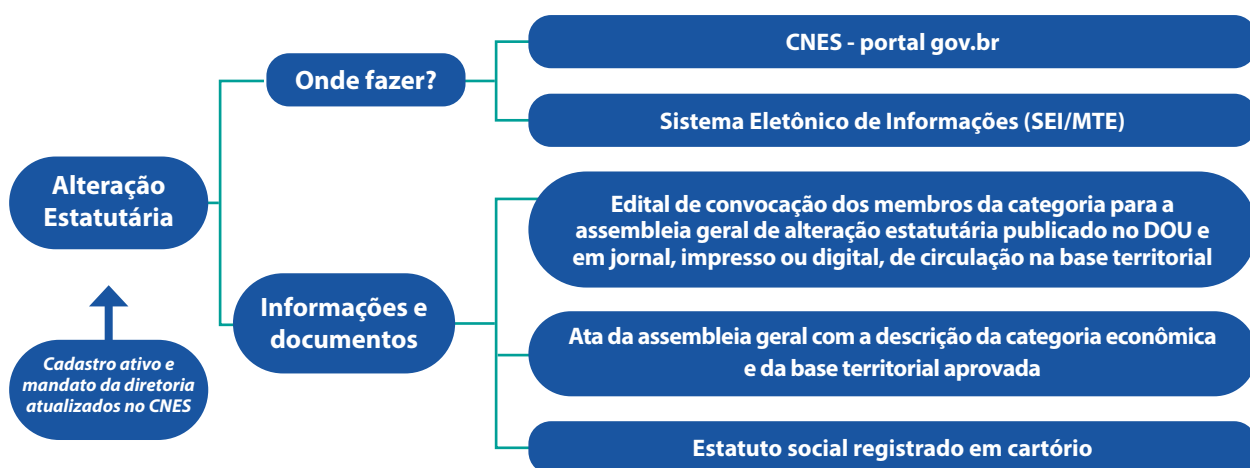 Alteração
Estatutária
Cadastro ativo e
mandato da diretoria
atualizados no CNES
Onde fazer?
CNES - portal gov.br
Sistema Eletônico de Informações (SEI/MTE)
Informações e
documentos
Edital de convocação dos membros da categoria para a
assembleia geral de alteração estatutária publicado no DOU e
em jornal, impresso ou digital, de circulação na base territorial
Ata da assembleia geral com a descrição da categoria econômica
e da base territorial aprovada
Estatuto social registrado em cartório